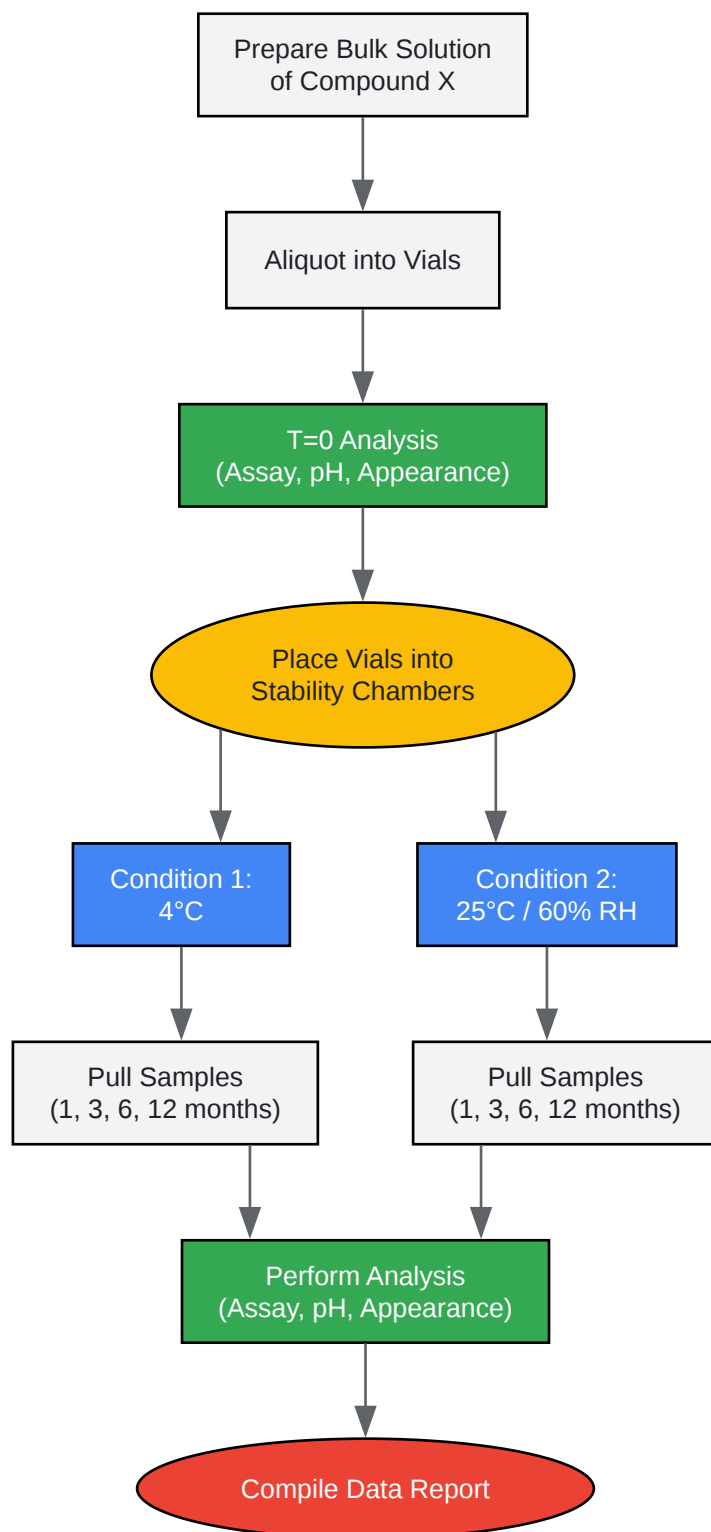 Prepare Bulk Solution
of Compound X
Aliquot into Vials
T=0 Analysis
(Assay, pH, Appearance)
Place Vials into
Stability Chambers
Condition 1:
4°C
Condition 2:
25°C / 60% RH
Pull Samples
(1, 3, 6, 12 months)
Pull Samples
(1, 3, 6, 12 months)
Perform Analysis
(Assay, pH, Appearance)
Compile Data Report